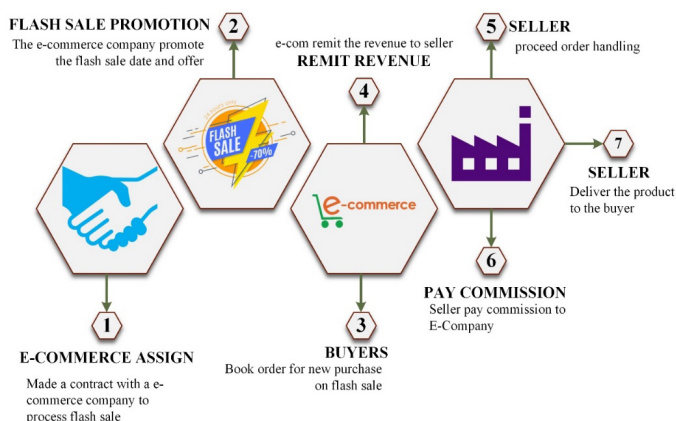 1
E-COMMERCE ASSIGN
Made a contract with a e-
commerce company to
process flash sale
2
FLASH SALE PROMOTION
The e-commerce company promote
the flash sale date and offer
FLASH
SALE
-70%
3
BUYERS
Book order for new purchase
on flash sale
e-commerce
4
e-com remit the revenue to seller
REMIT REVENUE
5
SELLER
proceed order handling
6
PAY COMMISSION
Seller pay commission to
E-Company
7
SELLER
Deliver the product
to the buyer